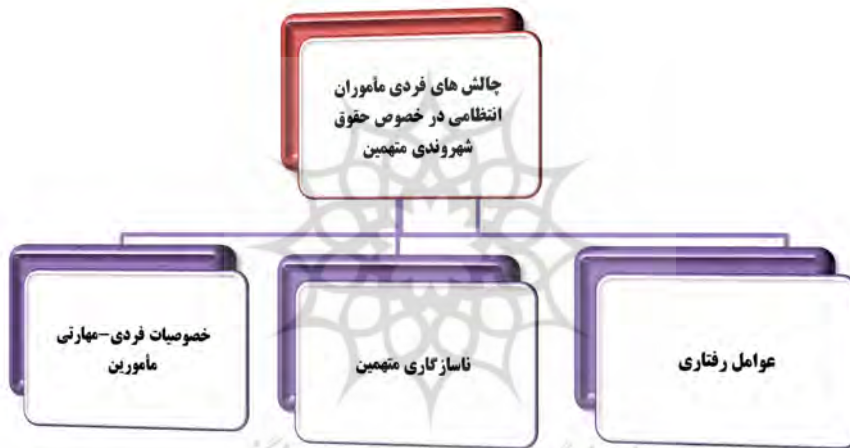 چالش های فردی مأموران
انتظامی در خصوص حقوق
شهروندی متهمین
عوامل رفتاری
ناسازگاری متهمین
خصوصیات فردی-مهارتی
مأمورین